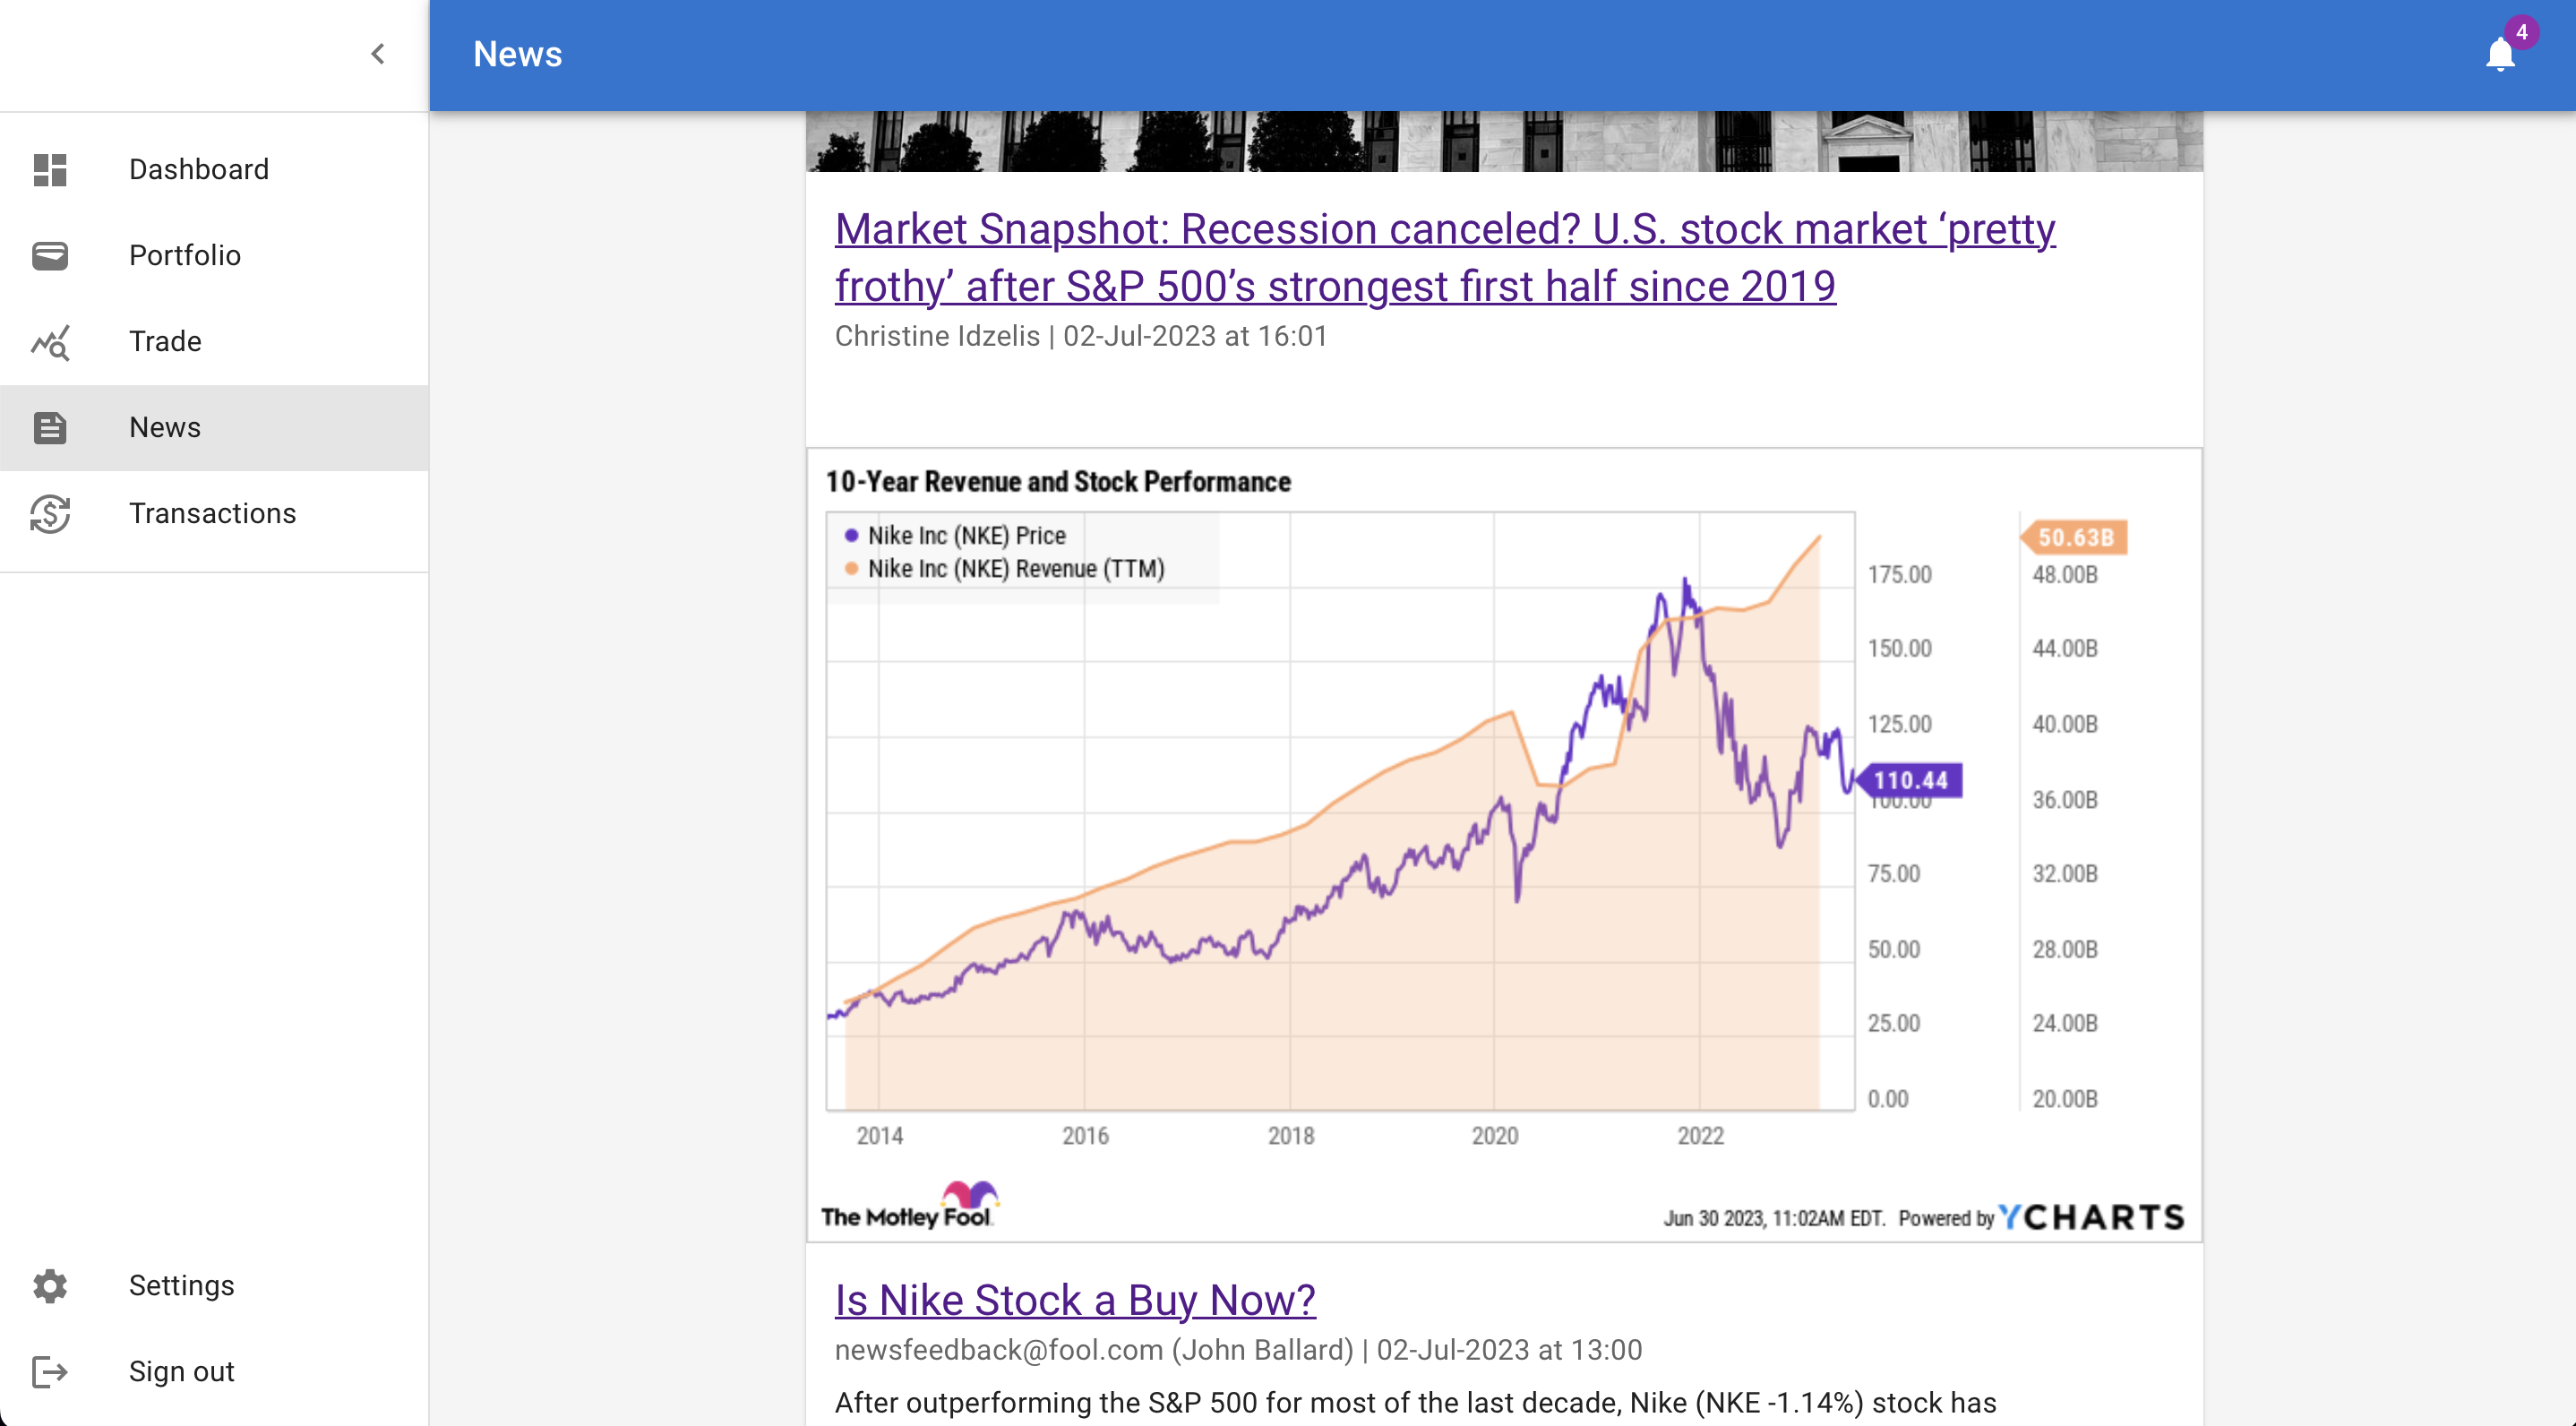 News
4
Dashboard
Portfolio
Trade
News
Transactions
Settings
Sign out
Market Snapshot: Recession canceled? U.S. stock market ‘pretty
frothy’ after S&P 500’s strongest first half since 2019
Christine Idzelis | 02-Jul-2023 at 16:01
10-Year Revenue and Stock Performance
Nike Inc (NKE) Price
Nike Inc (NKE) Revenue (TTM)
50.63B
175.00 48.00B
150.00 44.00B
125.00 40.00B
110.44
100.00 36.00B
75.00 32.00B
50.00 28.00B
25.00 24.00B
0.00 20.00B
2014 2016 2018 2020 2022
The Motley Fool.
Jun 30 2023, 11:02AM EDT. Powered by YCHARTS
Is Nike Stock a Buy Now?
newsfeedback@fool.com (John Ballard) | 02-Jul-2023 at 13:00
After outperforming the S&P 500 for most of the last decade, Nike (NKE -1.14%) stock has